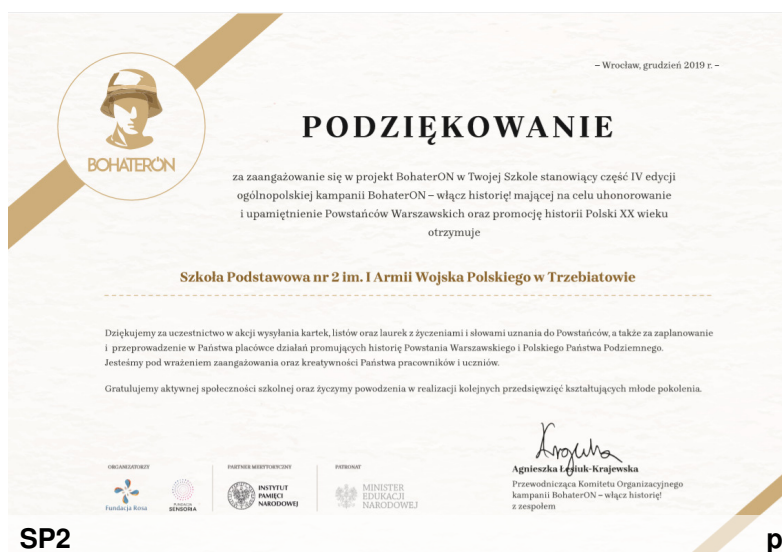 – Wrocław, grudzień 2019 r. –
BOHATERON
PODZIĘKOWANIE
za zaangażowanie się w projekt BohaterON w Twojej Szkole stanowiący część IV edycji
ogólnopolskiej kampanii BohaterON – włącz historię! mającej na celu uhonorowanie
i upamiętnienie Powstańców Warszawskich oraz promocję historii Polski XX wieku
otrzymuje
Szkoła Podstawowa nr 2 im. I Armii Wojska Polskiego w Trzebiatowie
Dziękujemy za uczestnictwo w akcji wysyłania kartek, listów oraz laurek z życzeniami i słowami uznania do Powstańców, a także za zaplanowanie
i przeprowadzenie w Państwa placówce działań promujących historię Powstania Warszawskiego i Polskiego Państwa Podziemnego.
Jesteśmy pod wrażeniem zaangażowania oraz kreatywności Państwa pracowników i uczniów.
Gratulujemy aktywnej społeczności szkolnej oraz życzymy powodzenia w realizacji kolejnych przedsięwzięć kształtujących młode pokolenia.
Agnieszka Łesiuk-Krajewska
Przewodnicząca Komitetu Organizacyjnego
kampanii BohaterON – włącz historię!
z zespołem
ORGANIZATORZY
Fundacja Rosa
FUNDACJA
SENSORIA
PARTNER MERYTORYCZNY
INSTYTUT
PAMIĘCI
NARODOWEJ
PATRONAT
MINISTER
EDUKACJI
NARODOWEJ
SP2
p